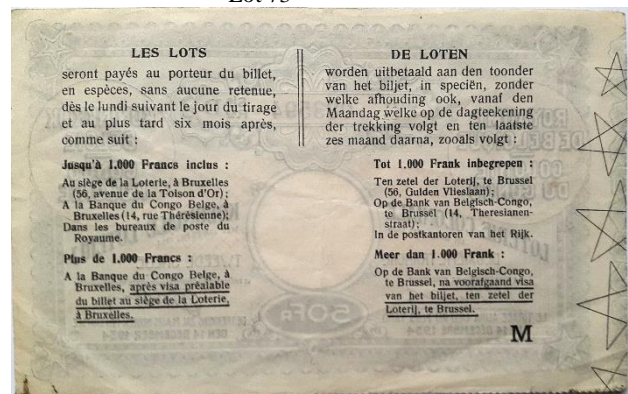 Lot 75
LES LOTS
seront payés au porteur du billet,
en espèces, sans aucune retenue,
dès le lundi suivant le jour du tirage
et au plus tard six mois après,
comme suit :
Jusqu'à 1.000 Francs inclus :
Au siège de la Loterie, à Bruxelles
(56, avenue de la Toison d'Or);
A la Banque du Congo Belge, à
Bruxelles (14, rue Thérésienne);
Dans les bureaux de poste du
Royaume.
Plus de 1.000 Francs :
A la Banque du Congo Belge, à
Bruxelles, après visa préalable
du billet au siège de la Loterie,
à Bruxelles.
DE LOTEN
worden uitbetaald aan den toonder
van het biljet, in speciën, zonder
welke afhouding ook, vanaf den
Maandag welke op de dagteekening
der trekking volgt en ten laatste
zes maand daarna, zooals volgt :
Tot 1.000 Frank inbegrepen :
Ten zetel der Loterij, te Brussel
(56, Gulden Vlieslaan);
Op de Bank van Belgisch-Congo,
te Brussel (14, Theresianen-
straat);
In de postkantoren van het Rijk.
Meer dan 1.000 Frank :
Op de Bank van Belgisch-Congo,
te Brussel, na voorafgaand visa
van het biljet, ten zetel der
Loterij, te Brussel.
50 FR
M